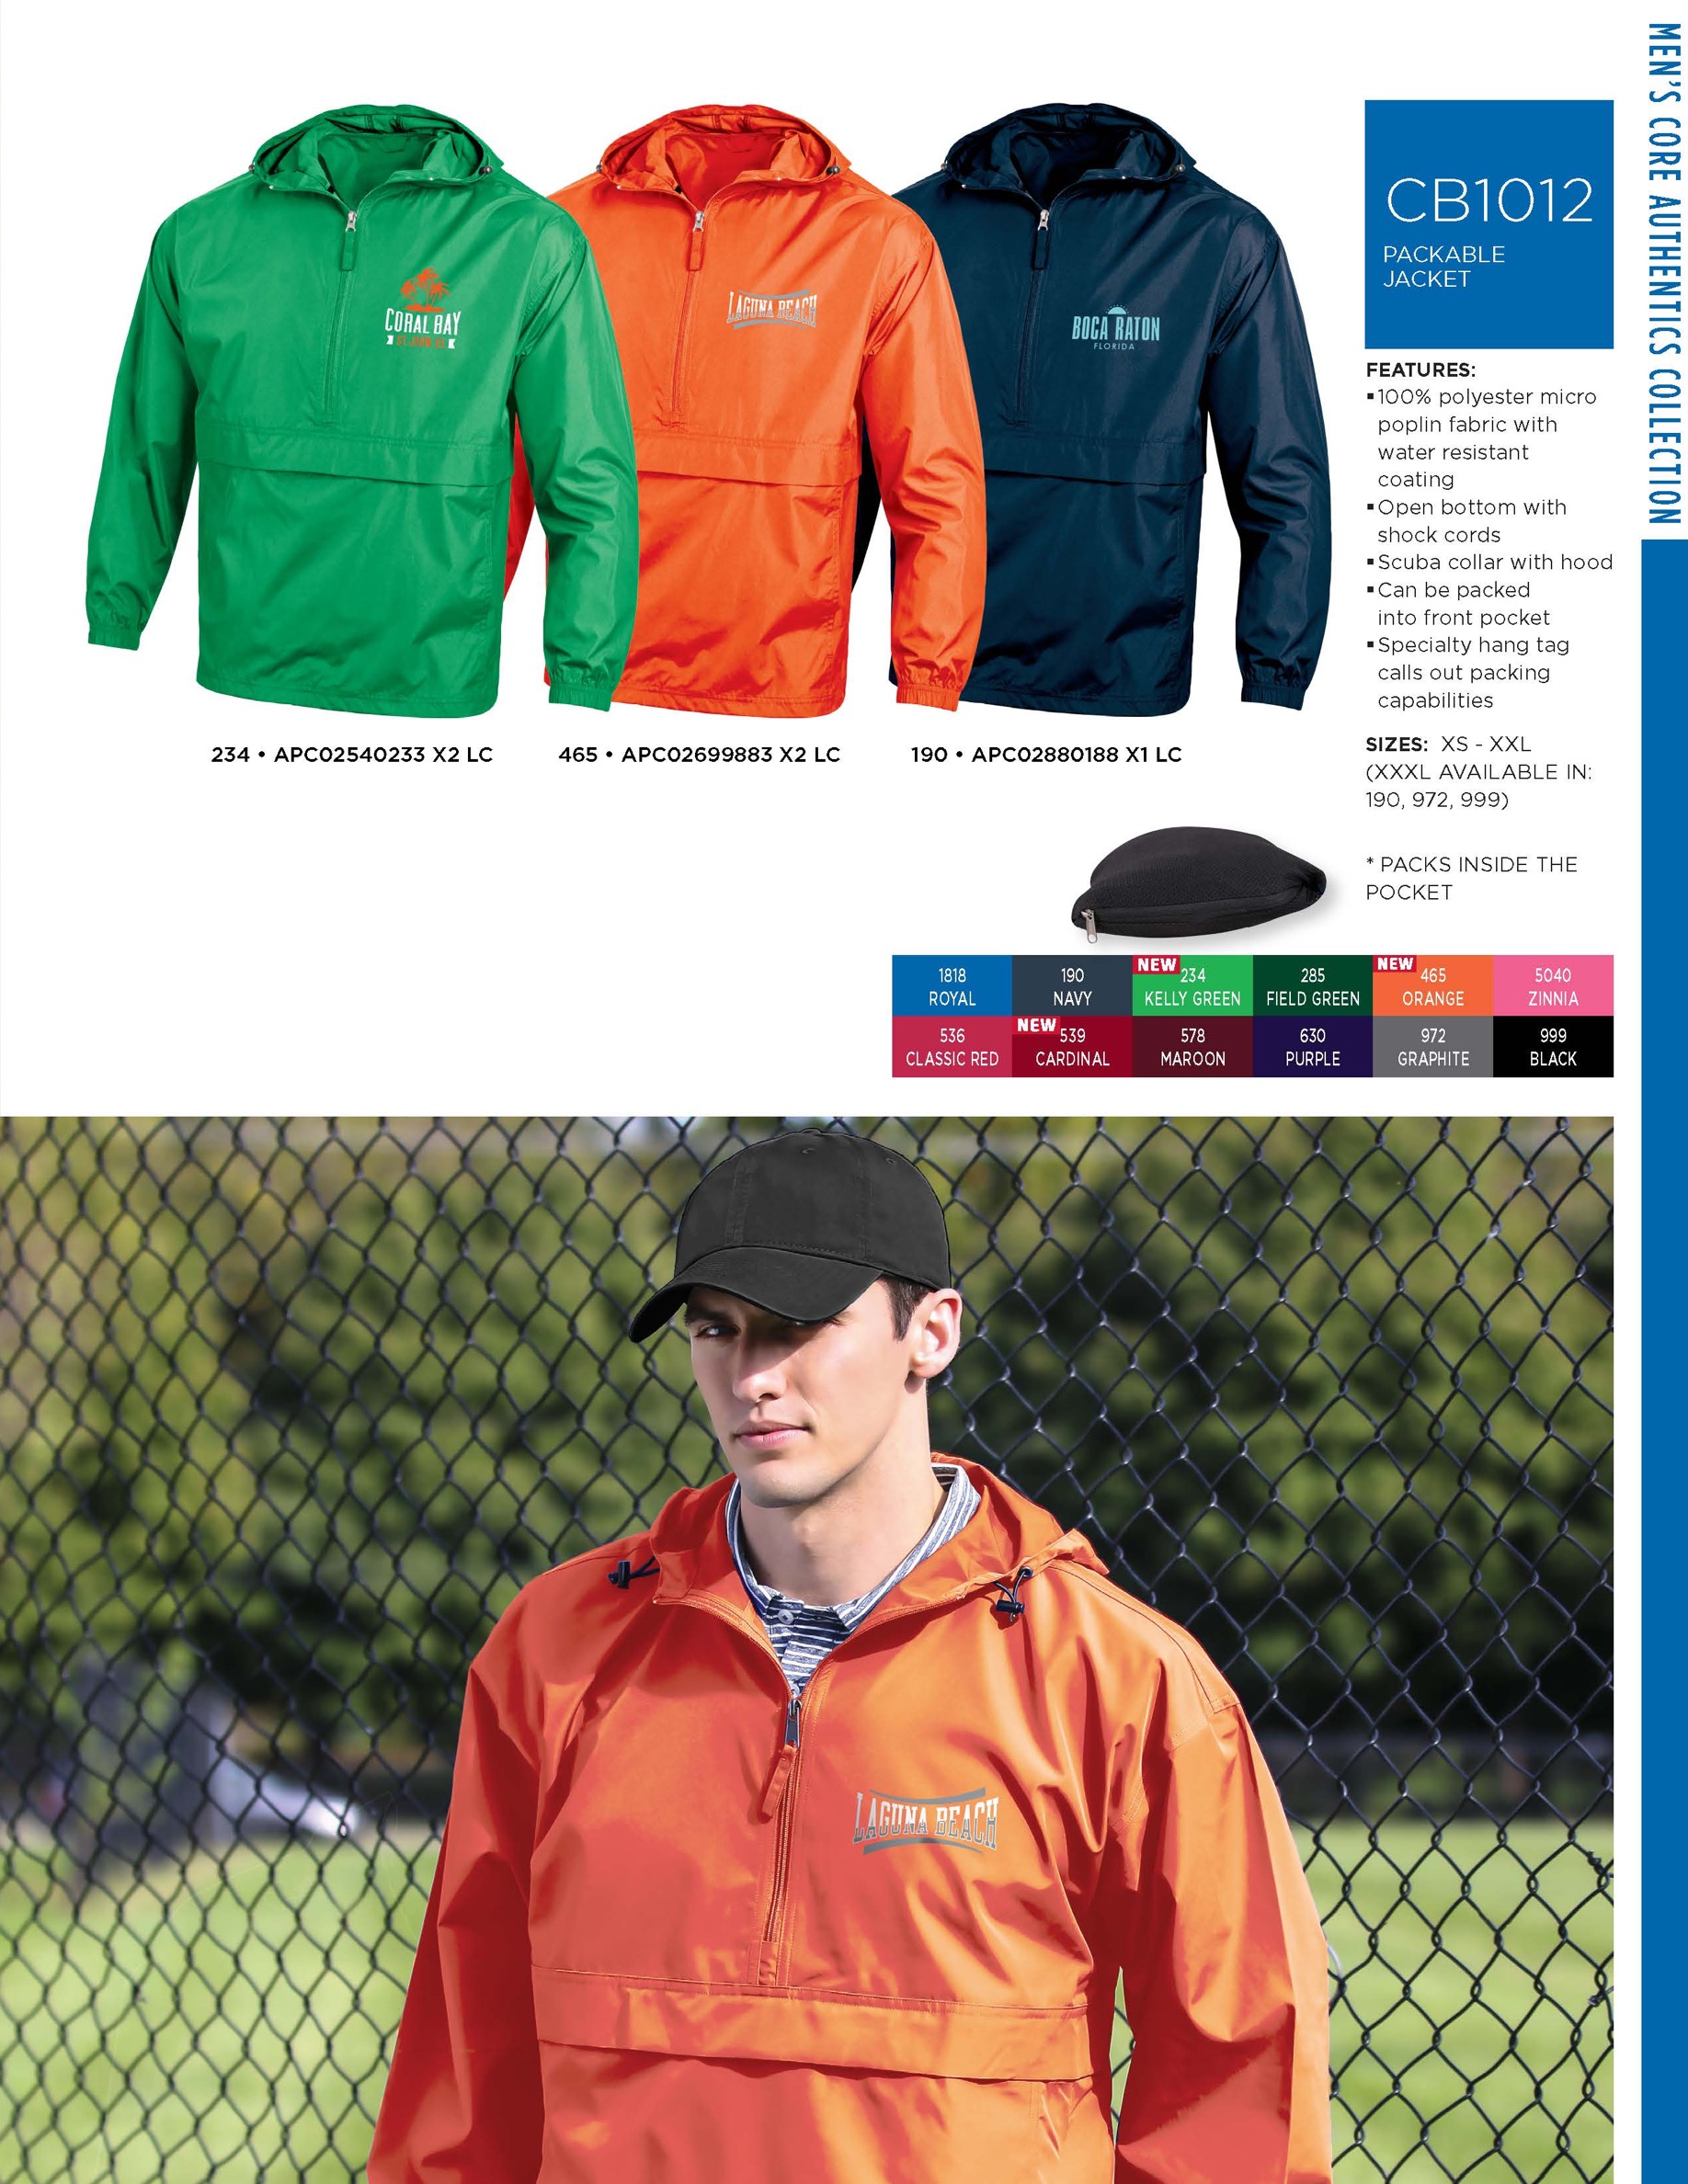 MEN'S CORE AUTHENTICS COLLECTION
CB1012
PACKABLE
JACKET
CORAL BAY
ST. JOHN, V.I.
LAGUNA BEACH
BOCA RATON
FLORIDA
234 • APC02540233 X2 LC
465 • APC02699883 X2 LC
190 • APC02880188 X1 LC
FEATURES:
▪ 100% polyester micro
poplin fabric with
water resistant
coating
▪ Open bottom with
shock cords
▪ Scuba collar with hood
▪ Can be packed
into front pocket
▪ Specialty hang tag
calls out packing
capabilities
SIZES: XS - XXL
(XXXL AVAILABLE IN:
190, 972, 999)
* PACKS INSIDE THE
POCKET
1818
ROYAL
190
NAVY
NEW 234
KELLY GREEN
285
FIELD GREEN
NEW 465
ORANGE
5040
ZINNIA
536
CLASSIC RED
NEW 539
CARDINAL
578
MAROON
630
PURPLE
972
GRAPHITE
999
BLACK
LAGUNA BEACH